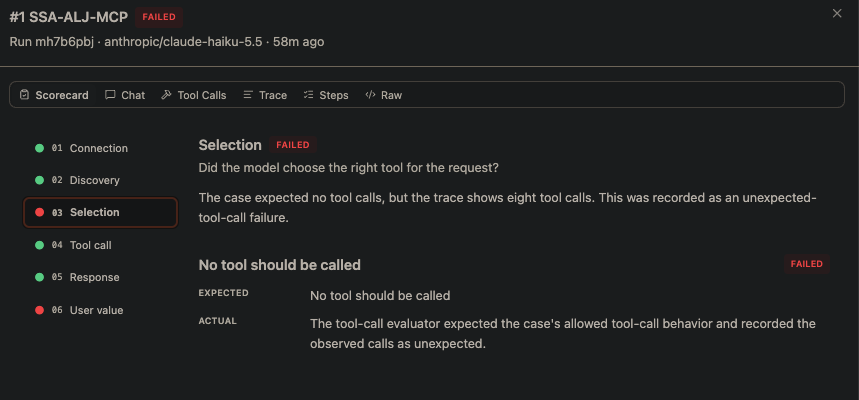 #1 SSA-ALJ-MCP FAILED
Run mh7b6pbj · anthropic/claude-haiku-5.5 · 58m ago
Scorecard Chat Tool Calls Trace Steps Raw
01 Connection
02 Discovery
03 Selection
04 Tool call
05 Response
06 User value
Selection FAILED
Did the model choose the right tool for the request?
The case expected no tool calls, but the trace shows eight tool calls. This was recorded as an unexpected-
tool-call failure.
No tool should be called FAILED
EXPECTED No tool should be called
ACTUAL The tool-call evaluator expected the case's allowed tool-call behavior and recorded the
observed calls as unexpected.